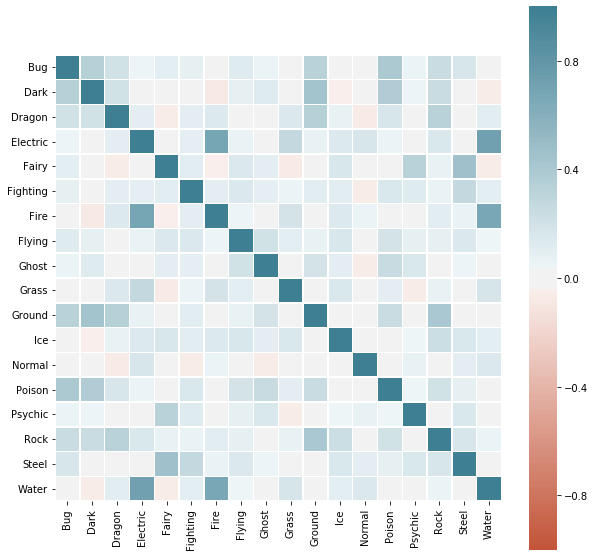 Bug
Dark
Dragon
Electric
Fairy
Fighting
Fire
Flying
Ghost
Grass
Ground
Ice
Normal
Poison
Psychic
Rock
Steel
Water
Bug Dark Dragon Electric Fairy Fighting Fire Flying Ghost Grass Ground Ice Normal Poison Psychic Rock Steel Water
0.8
0.4
0.0
−0.4
−0.8